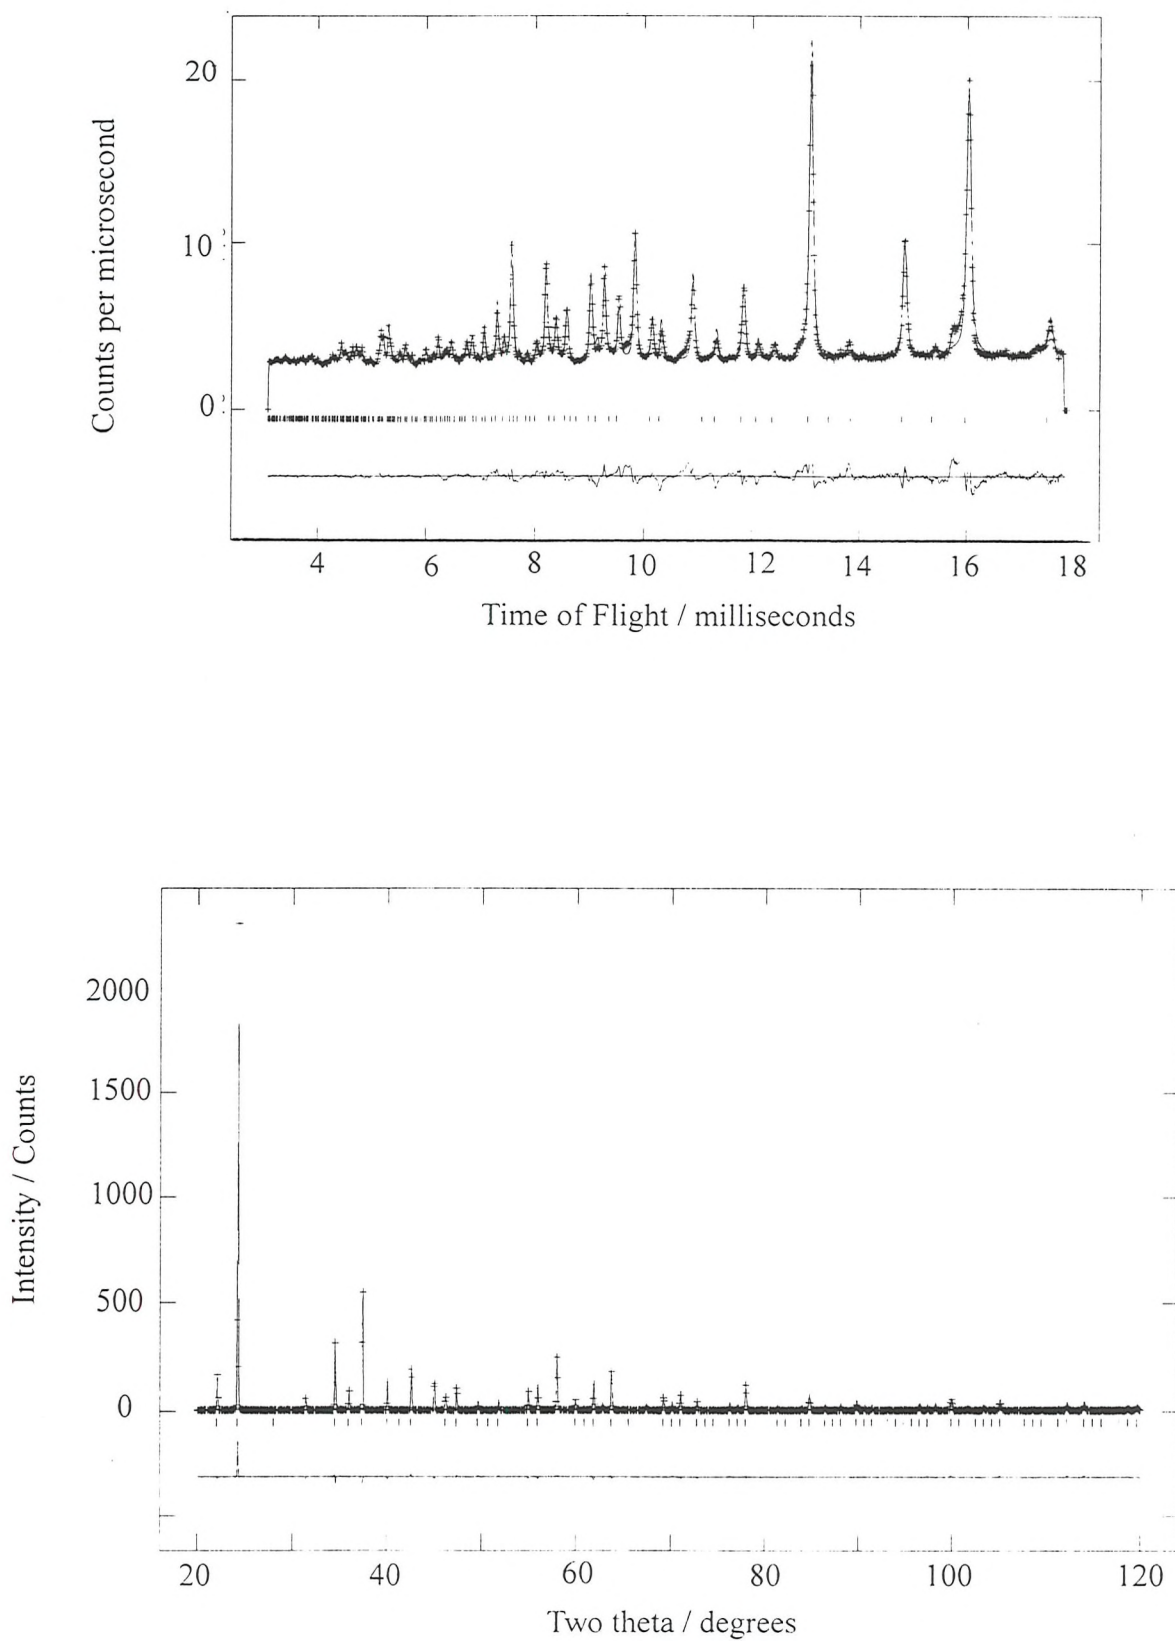 20
10
0
Counts per microsecond
4 6 8 10 12 14 16 18
Time of Flight / milliseconds
2000
1500
1000
500
0
Intensity / Counts
20 40 60 80 100 120
Two theta / degrees